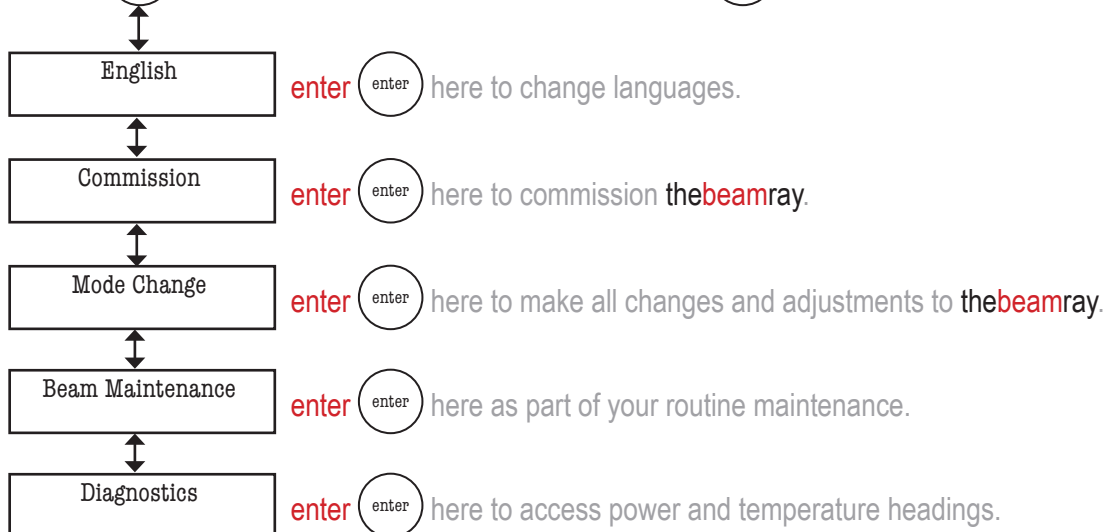 English
enter enter here to change languages.
Commission
enter enter here to commission thebeamray.
Mode Change
enter enter here to make all changes and adjustments to thebeamray.
Beam Maintenance
enter enter here as part of your routine maintenance.
Diagnostics
enter enter here to access power and temperature headings.